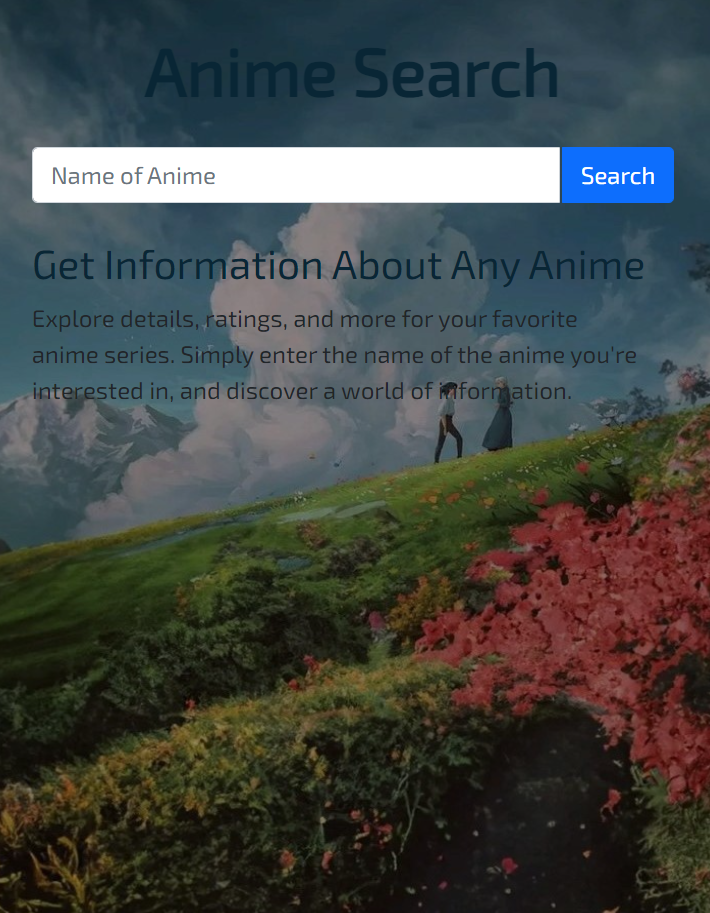 Anime Search
Name of Anime
Search
Get Information About Any Anime
Explore details, ratings, and more for your favorite
anime series. Simply enter the name of the anime you're
interested in, and discover a world of information.